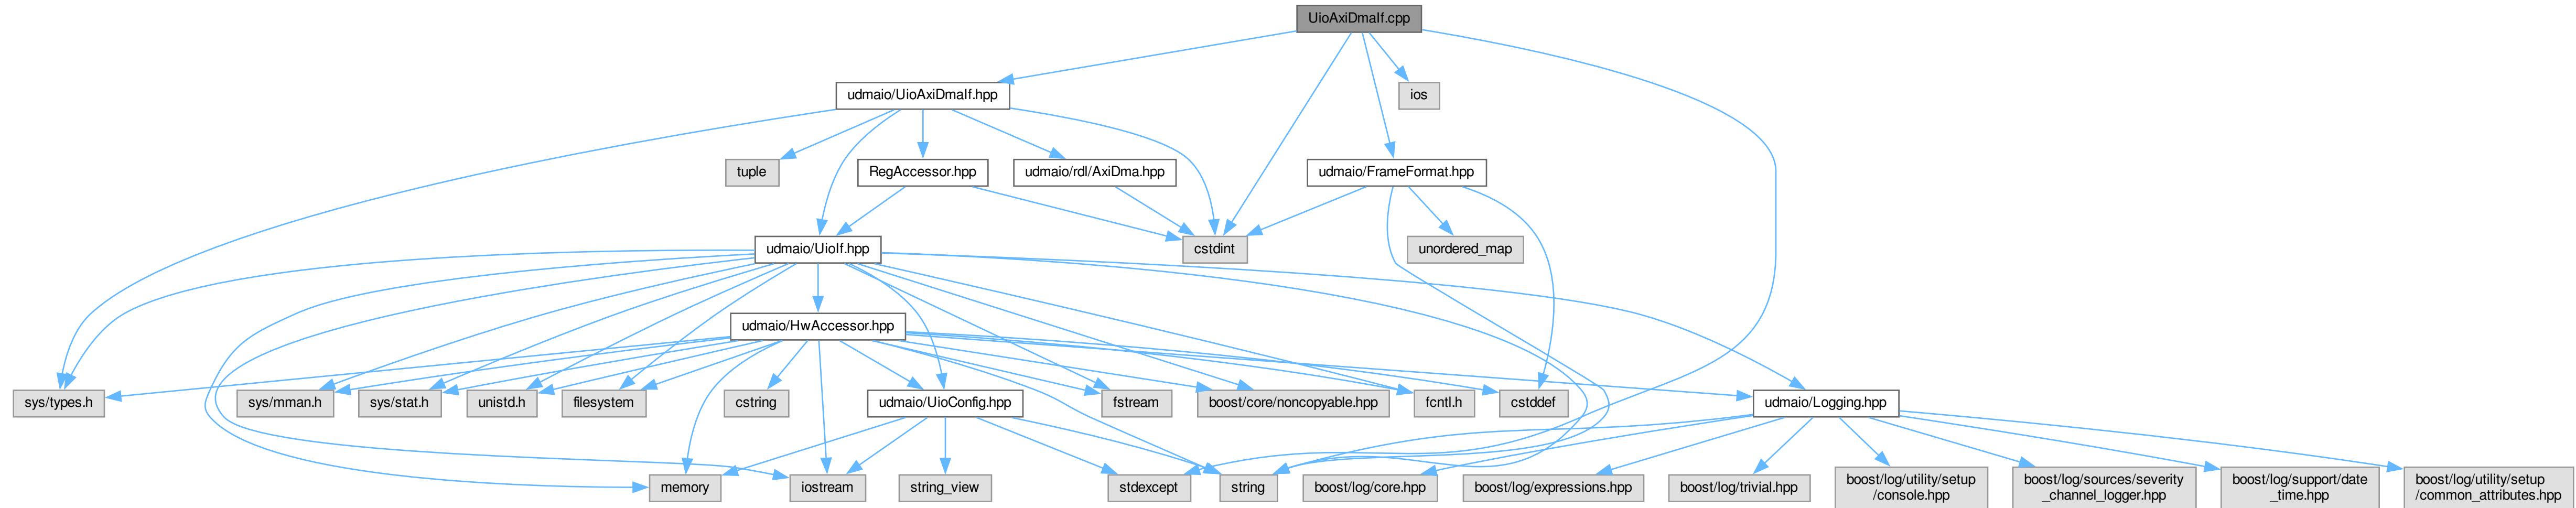 UioAxiDmaIf.cpp
udmaio/UioAxiDmaIf.hpp
ios
tuple
RegAccessor.hpp
udmaio/rdl/AxiDma.hpp
udmaio/FrameFormat.hpp
udmaio/UioIf.hpp
cstdint
unordered_map
udmaio/HwAccessor.hpp
sys/types.h
sys/mman.h
sys/stat.h
unistd.h
filesystem
cstring
udmaio/UioConfig.hpp
fstream
boost/core/noncopyable.hpp
fcntl.h
cstddef
udmaio/Logging.hpp
memory
iostream
string_view
stdexcept
string
boost/log/core.hpp
boost/log/expressions.hpp
boost/log/trivial.hpp
boost/log/utility/setup
/console.hpp
boost/log/sources/severity
_channel_logger.hpp
boost/log/support/date
_time.hpp
boost/log/utility/setup
/common_attributes.hpp